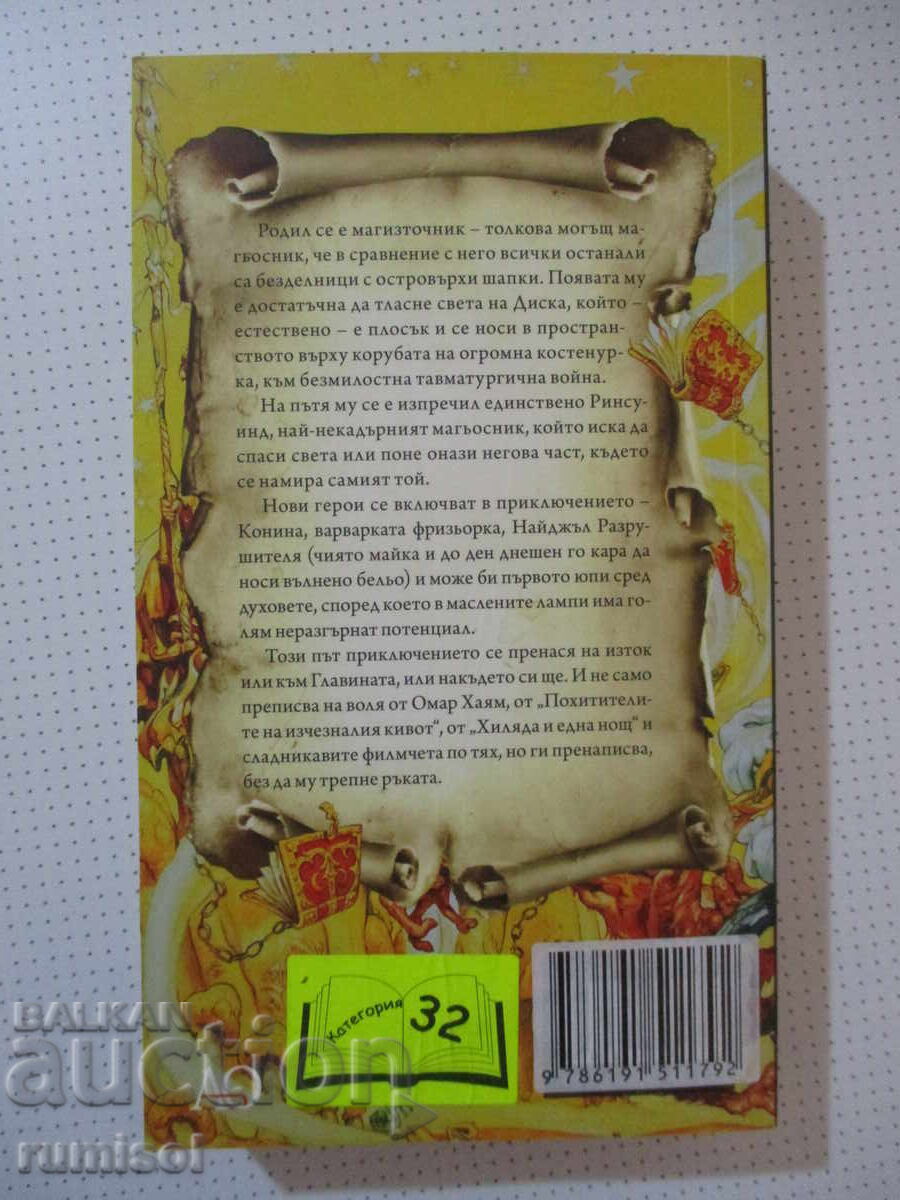 Родил се е магизточник – толкова могъщ ма-
гьосник, че в сравнение с него всички останали
са безделници с островърхи шапки. Появата му
е достатъчна да тласне света на Диска, който –
естествено – е плосък и се носи в простран-
ството върху корубата на огромна костенур-
ка, към безмилостна тавматургична война.
На пътя му се е изпречил единствено Ринсу-
инд, най-некадърният магьосник, който иска да
спаси света или поне онази негова част, където
се намира самият той.
Нови герои се включват в приключението –
Конина, варварката фризьорка, Найджъл Разру-
шителя (чиято майка и до ден днешен го кара да
носи вълнено бельо) и може би първото юпи сред
духовете, според което в маслените лампи има го-
лям неразгърнат потенциал.
Този път приключението се пренася на изток
или към Главината, или накъдето си ще. И не само
преписва на воля от Омар Хаям, от „Похитители-
те на изчезналия кивот“, от „Хиляда и една нощ“ и
сладникавите филмчета по тях, но ги пренаписва,
без да му трепне ръката.
Категория 32
9 786191 511792
BALKAN
auction
rumisol